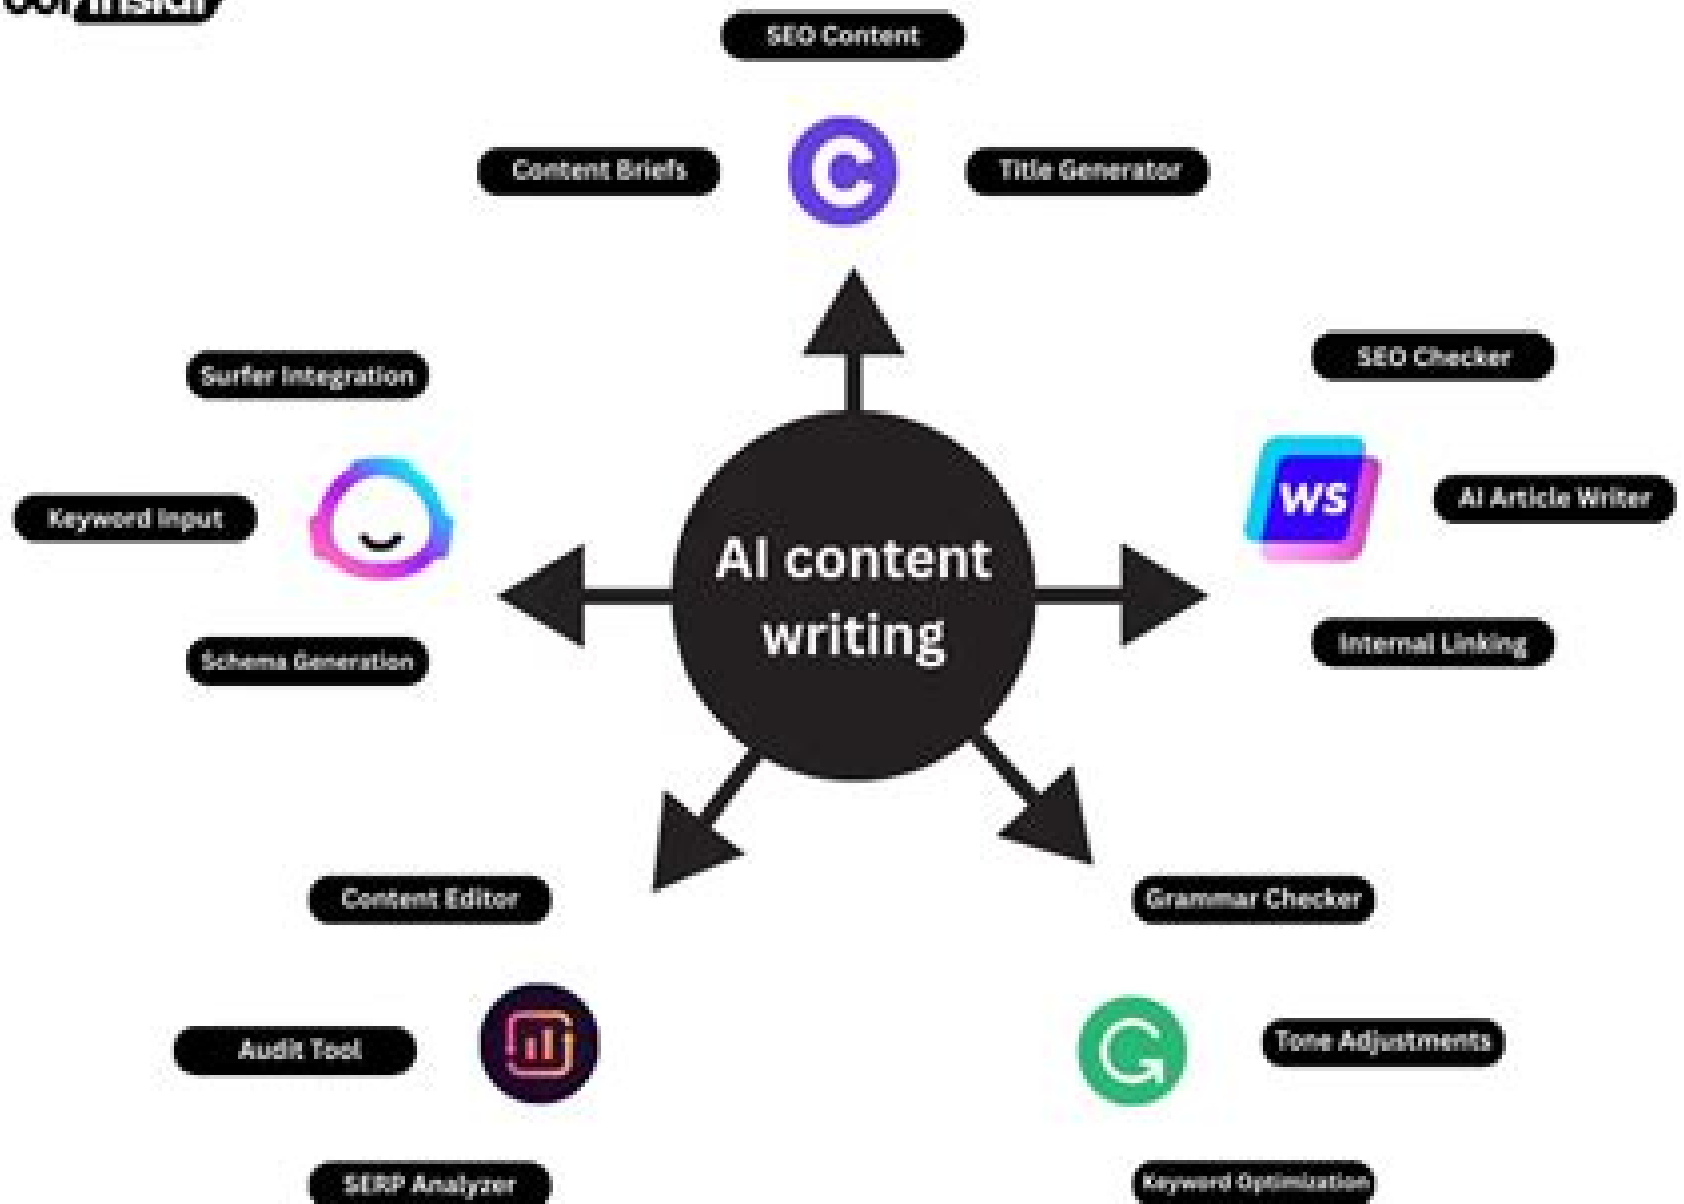 SEO Content
Content Briefs
C
Title Generator
Surfer Integration
SEO Checker
Keyword Input
WS
AI Article Writer
AI content
writing
Schema Generation
Internal Linking
Content Editor
Grammar Checker
Audit Tool
G
Tone Adjustments
SERP Analyzer
Keyword Optimization